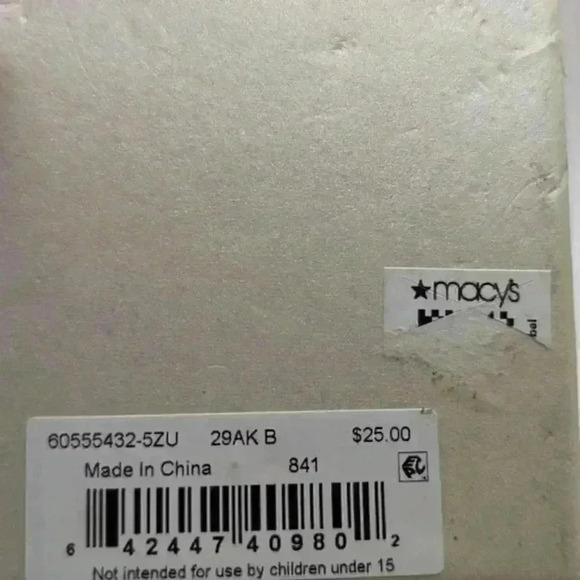 ★macy's
bel
60555432-5ZU 29AK B $25.00
Made In China 841
6 42447 40980 2
Not intended for use by children under 15